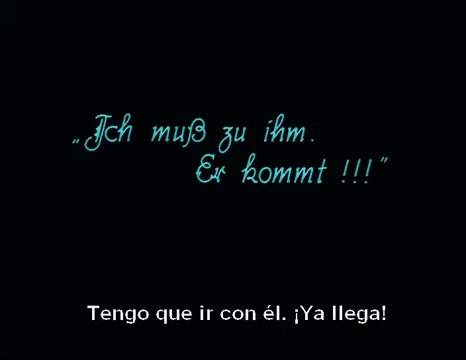 „Ich muß zu ihm.
Er kommt !!!”
Tengo que ir con él. ¡Ya llega!